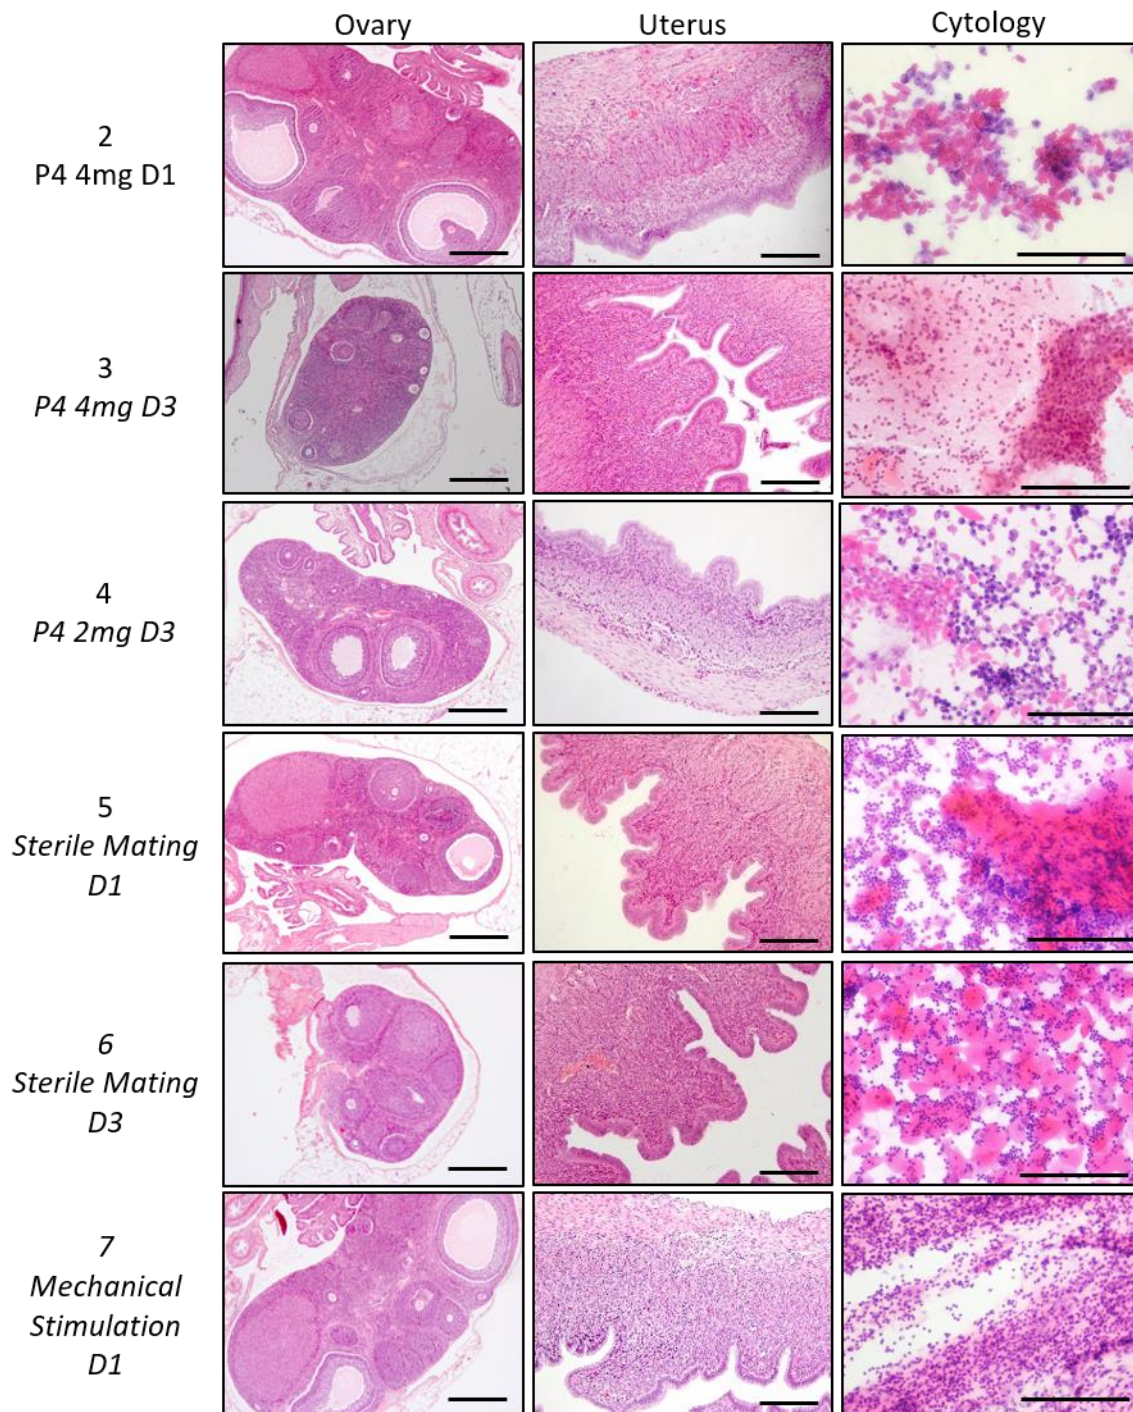 Ovary Uterus Cytology
2
P4 4mg D1
3
P4 4mg D3
4
P4 2mg D3
5
Sterile Mating
D1
6
Sterile Mating
D3
7
Mechanical
Stimulation
D1